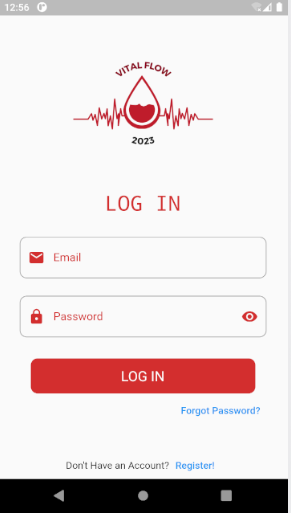 12:56
VITAL FLOW
2023
LOG IN
Email
Password
LOG IN
Forgot Password?
Don't Have an Account? Register!